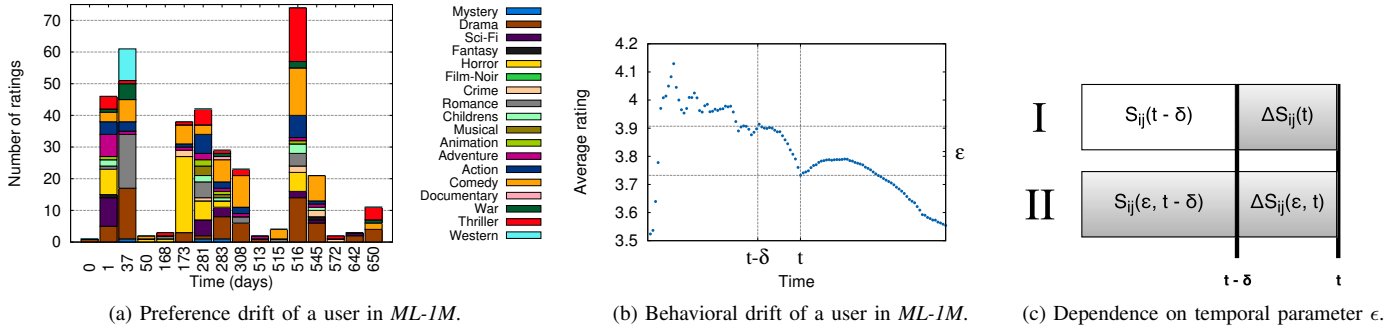 Number of ratings
70
60
50
40
30
20
10
0
0
1
37
50
168
173
281
283
308
513
515
516
545
572
642
650
Time (days)
Mystery
Drama
Sci-Fi
Fantasy
Horror
Film-Noir
Crime
Romance
Childrens
Musical
Animation
Adventure
Action
Comedy
Documentary
War
Thriller
Western
(a) Preference drift of a user in ML-1M.
Average rating
4.2
4.1
4
3.9
3.8
3.7
3.6
3.5
ε
t-δ
t
Time
(b) Behavioral drift of a user in ML-1M.
I
S_ij(t - δ)
ΔS_ij(t)
II
S_ij(ε, t - δ)
ΔS_ij(ε, t)
t - δ
t
(c) Dependence on temporal parameter ϵ.